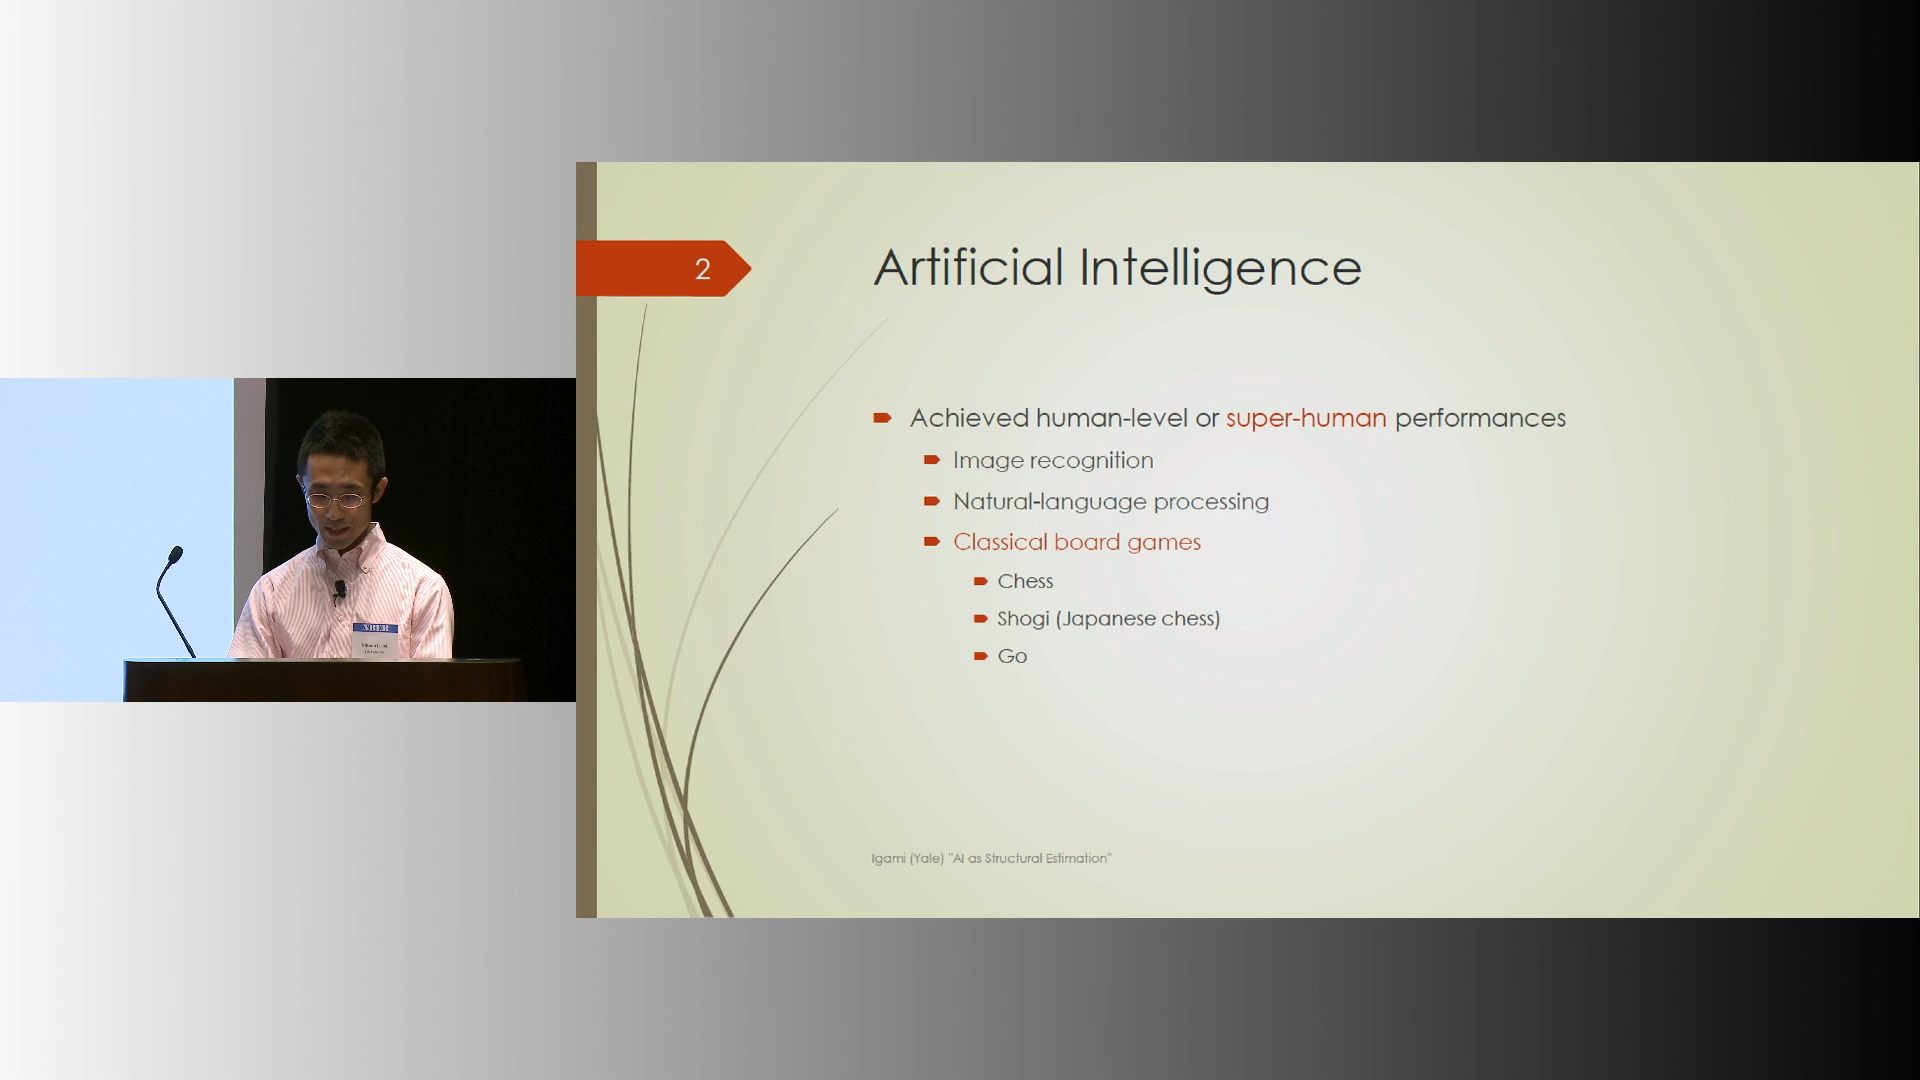 2
Artificial Intelligence
Achieved human-level or super-human performances
Image recognition
Natural-language processing
Classical board games
Chess
Shogi (Japanese chess)
Go
Igami (Yale) "AI as Structural Estimation"
NBER